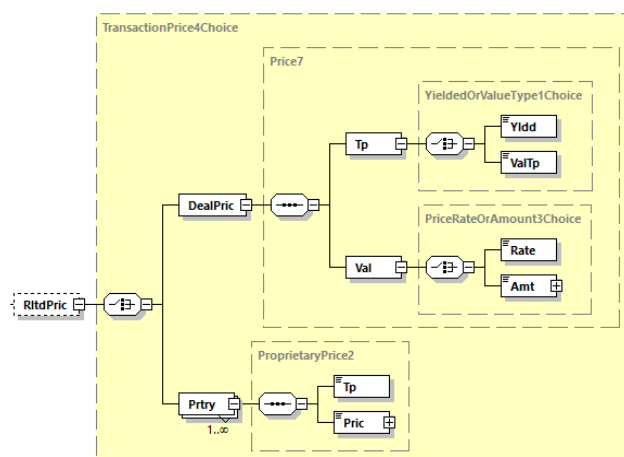 TransactionPrice4Choice
Price7
YieldedOrValueType1Choice
Yldd
Tp
ValTp
DealPric
PriceRateOrAmount3Choice
Rate
Val
Amt
RltdPric
ProprietaryPrice2
Tp
Prtry
Pric
1..∞